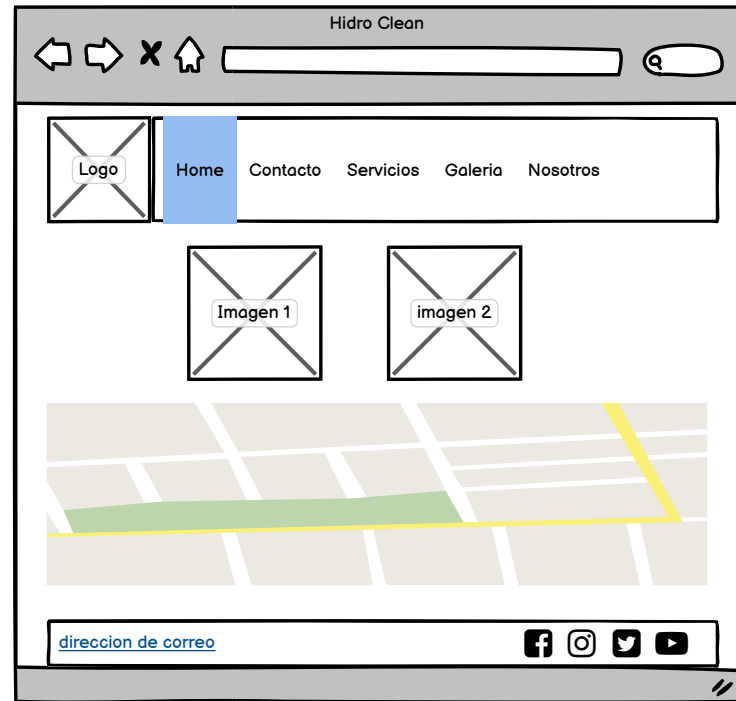 Hidro Clean
Logo
Home Contacto Servicios Galeria Nosotros
Imagen 1 imagen 2
direccion de correo